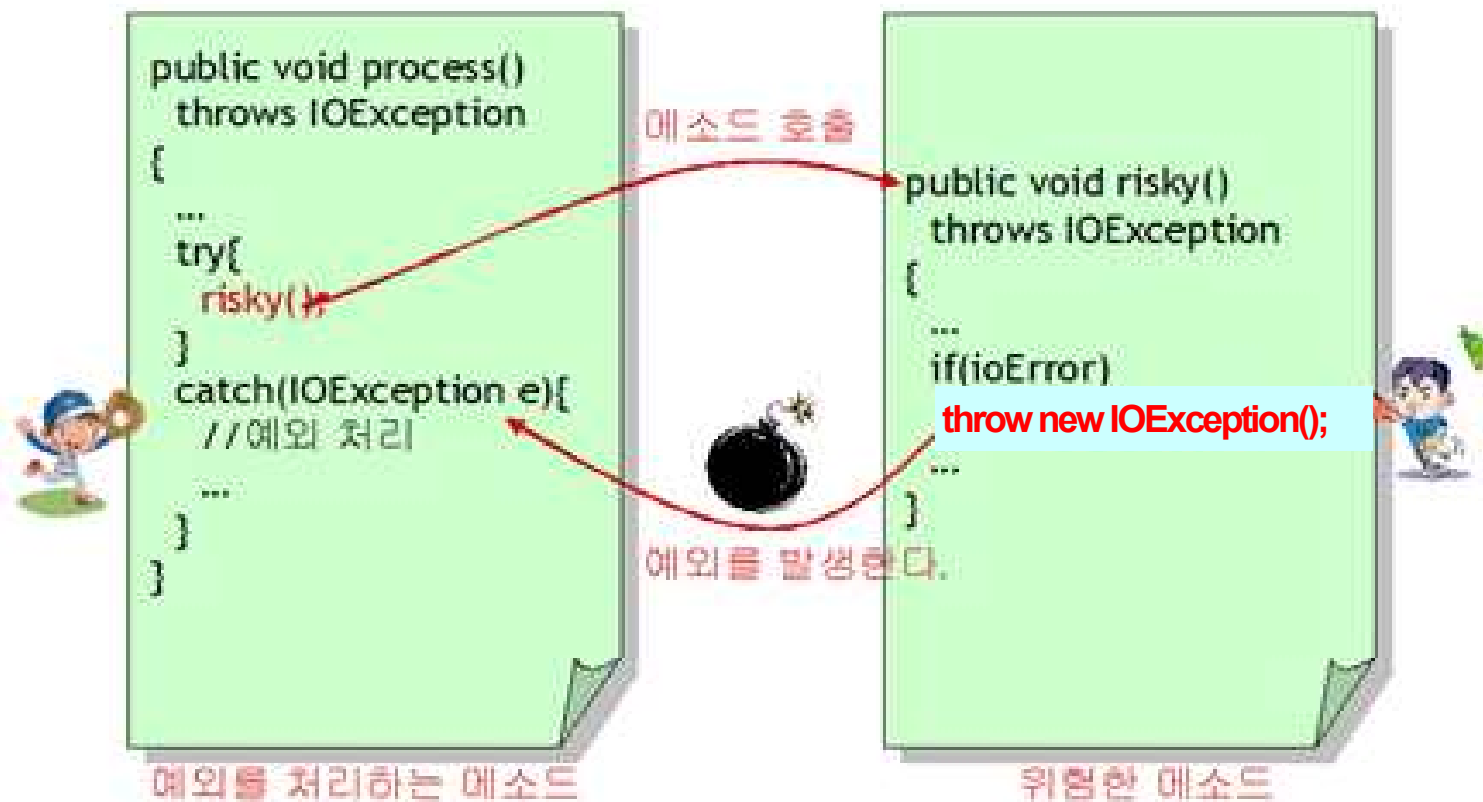 public void process()
throws IOException
{
...
try{
risky();
}
catch(IOException e){
//예외 처리
...
}
}
예외를 처리하는 메소드
메소드 호출
예외를 발생한다.
public void risky()
throws IOException
{
...
if(ioError)
throw new IOException();
...
}
위험한 메소드